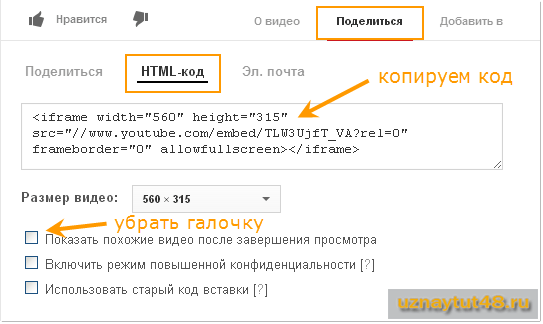 Нравится
О видео
Поделиться
Добавить в
Поделиться
HTML-код
Эл. почта
копируем код
<iframe width="560" height="315"
src="//www.youtube.com/embed/TLW3UjfT_VA?rel=0"
frameborder="0" allowfullscreen></iframe>
Размер видео:
560 × 315
убрать галочку
Показать похожие видео после завершения просмотра
Включить режим повышенной конфиденциальности [?]
Использовать старый код вставки [?]
uznaytut48.ru